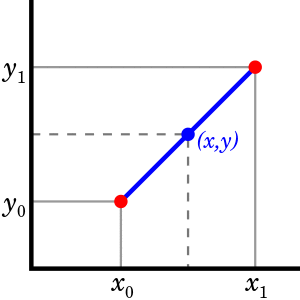 y₁
(x,y)
y₀
x₀ x₁